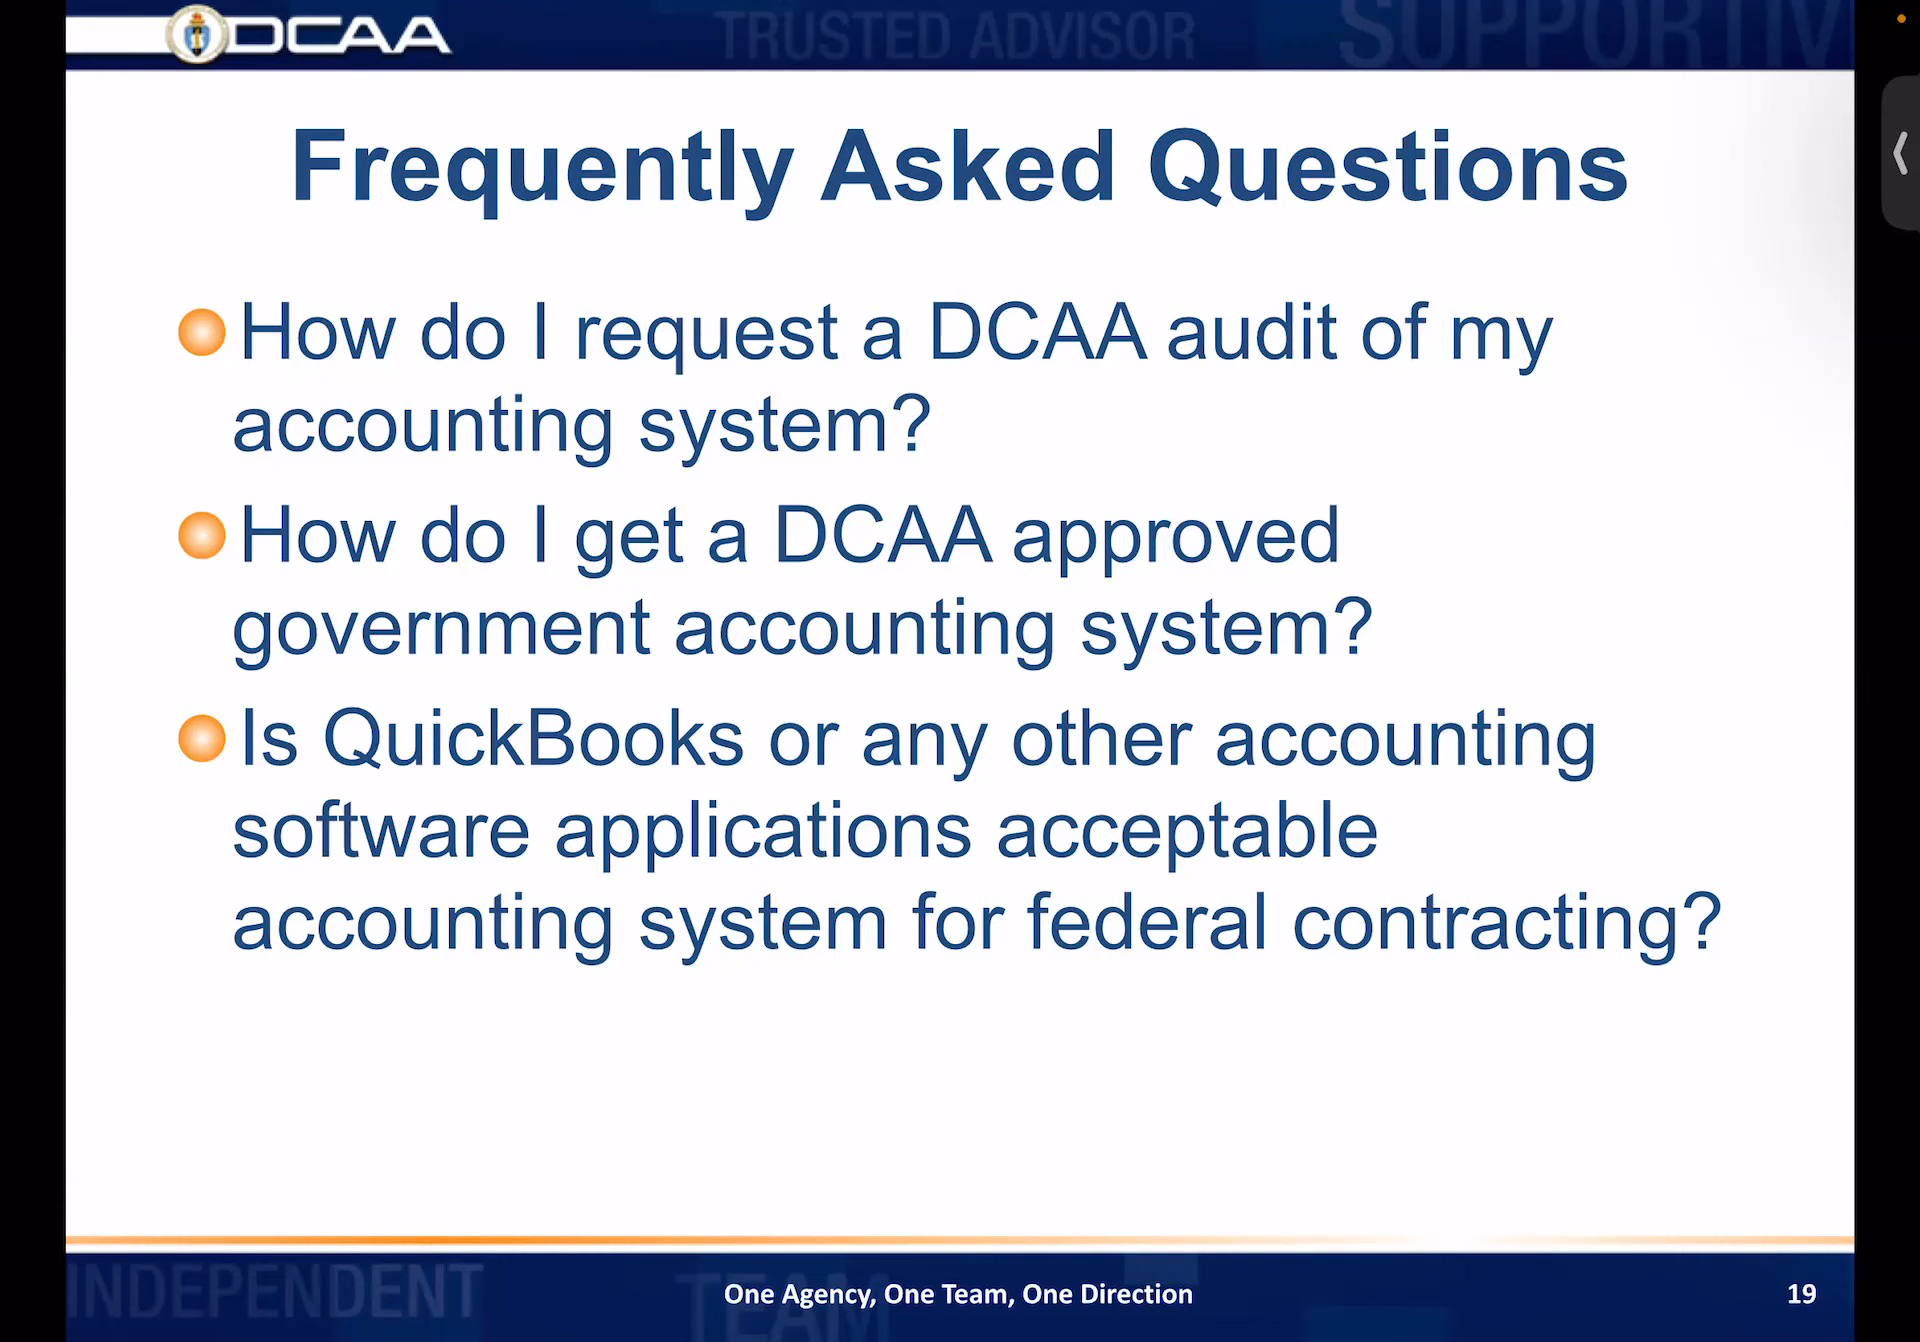 DCAA
TRUSTED ADVISOR
SUPPORTIV
Frequently Asked Questions
How do I request a DCAA audit of my
accounting system?
How do I get a DCAA approved
government accounting system?
Is QuickBooks or any other accounting
software applications acceptable
accounting system for federal contracting?
INDEPENDENT
TEAM
One Agency, One Team, One Direction
19